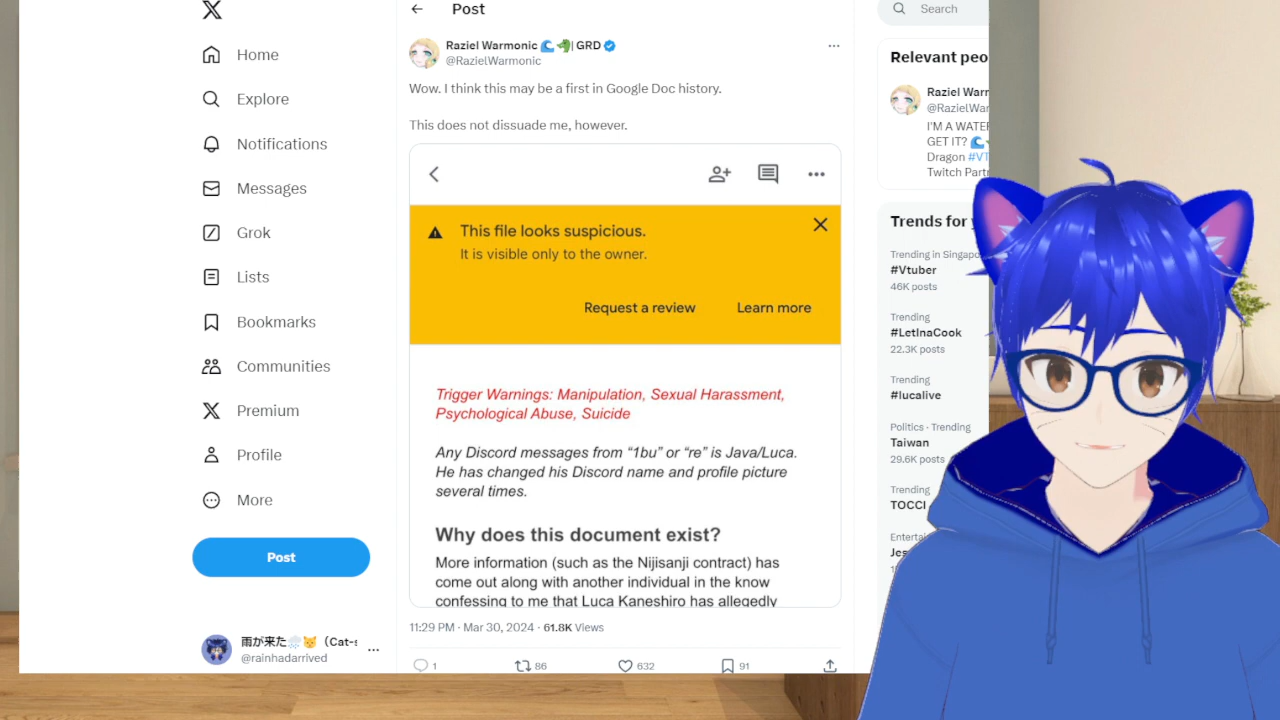 Home
Explore
Notifications
Messages
Grok
Lists
Bookmarks
Communities
Premium
Profile
More
Post
雨が来た🌧️😺 (Cat-s
@rainhadarrived
Post
Raziel Warmonic 🌊🐲| GRD
@RazielWarmonic
Wow. I think this may be a first in Google Doc history.
This does not dissuade me, however.
This file looks suspicious.
It is visible only to the owner.
Request a review Learn more
Trigger Warnings: Manipulation, Sexual Harassment,
Psychological Abuse, Suicide
Any Discord messages from “1bu” or “re” is Java/Luca.
He has changed his Discord name and profile picture
several times.
Why does this document exist?
More information (such as the Nijisanji contract) has
come out along with another individual in the know
confessing to me that Luca Kaneshiro has allegedly
11:29 PM · Mar 30, 2024 · 61.8K Views
1 86 632 91
Search
Relevant peo
Raziel Warr
@RazielWar
I'M A WATE
GET IT? 🌊
Dragon #VT
Twitch Part
Trends for y
Trending in Singapo
#Vtuber
46K posts
Trending
#LetInaCook
22.3K posts
Trending
#lucalive
Politics · Trending
Taiwan
29.6K posts
Trending
TOCCI
Enterta
Jes